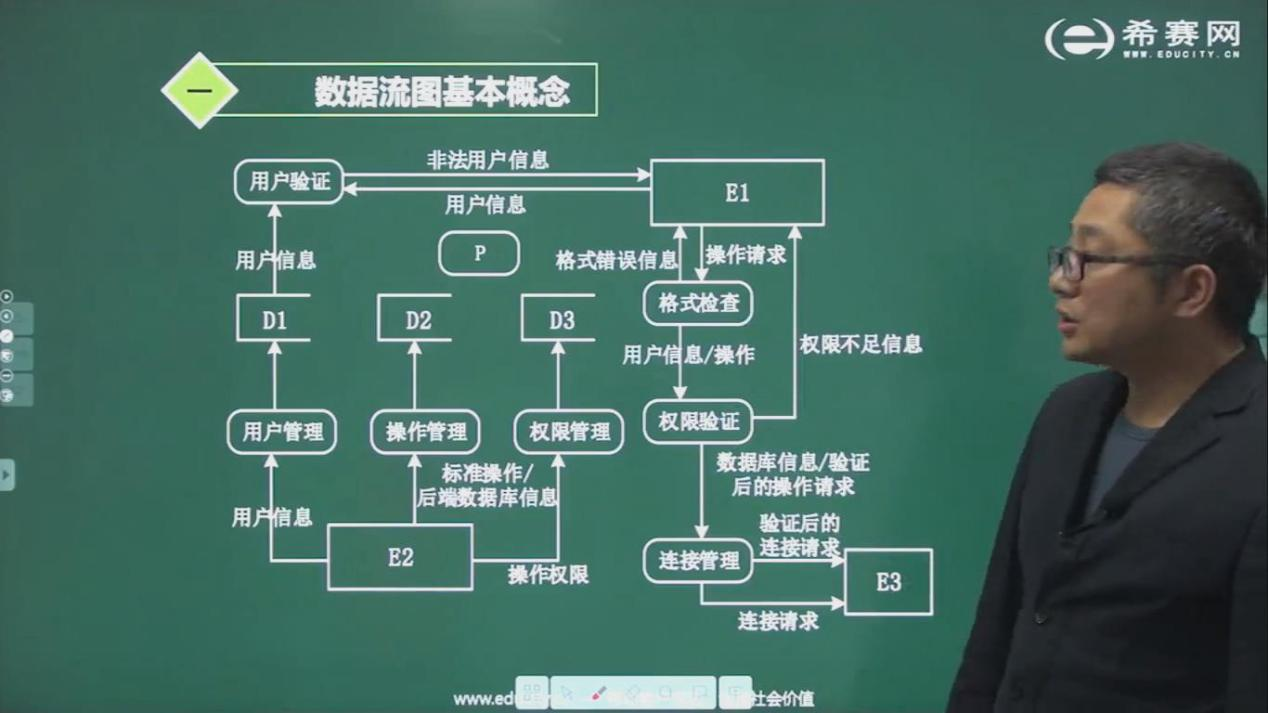 希赛网
WWW.EDUCITY.CN
一
数据流图基本概念
非法用户信息
用户验证
E1
用户信息
P
用户信息
格式错误信息
操作请求
格式检查
D1
D2
D3
用户信息/操作
权限不足信息
用户管理
操作管理
权限管理
权限验证
标准操作/
后端数据库信息
数据库信息/验证
后的操作请求
用户信息
验证后的
连接请求
E2
连接管理
操作权限
E3
连接请求
www.edu
社会价值